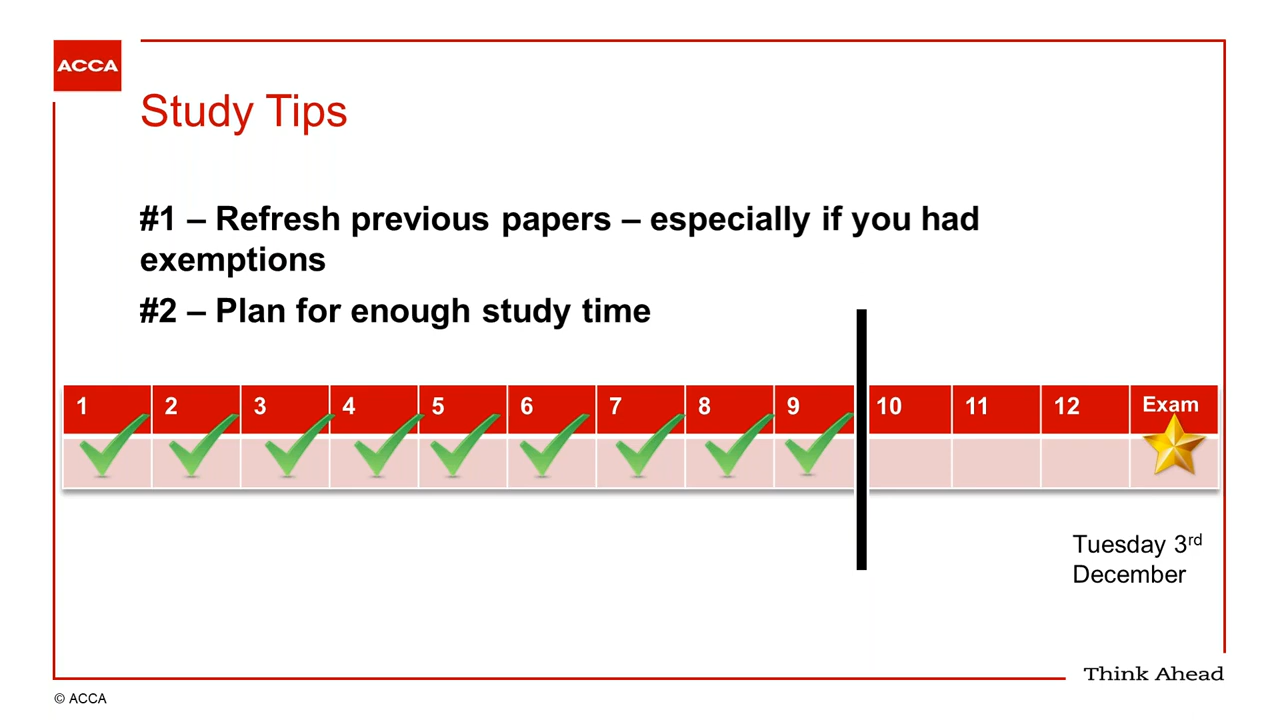 ACCA
Study Tips
#1 – Refresh previous papers – especially if you had
exemptions
#2 – Plan for enough study time
1 2 3 4 5 6 7 8 9 10 11 12 Exam
Tuesday 3rd
December
Think Ahead
© ACCA